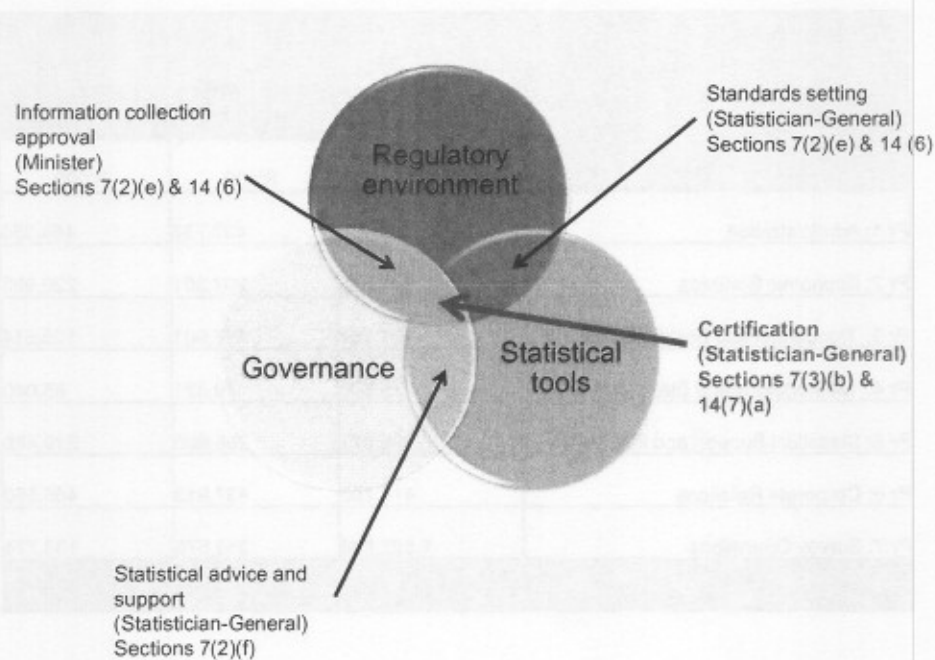 Information collection
approval
(Minister)
Sections 7(2)(e) & 14 (6)
Standards setting
(Statistician-General)
Sections 7(2)(e) & 14 (6)
Regulatory
environment
Governance
Statistical
tools
Certification
(Statistician-General)
Sections 7(3)(b) &
14(7)(a)
Statistical advice and
support
(Statistician-General)
Sections 7(2)(f)